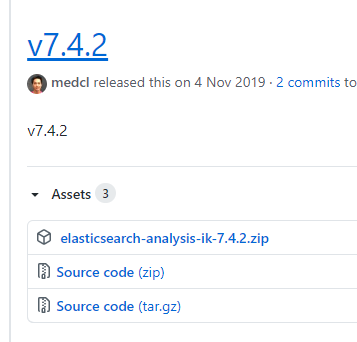 v7.4.2
medcl released this on 4 Nov 2019 · 2 commits to
v7.4.2
Assets 3
elasticsearch-analysis-ik-7.4.2.zip
Source code (zip)
Source code (tar.gz)